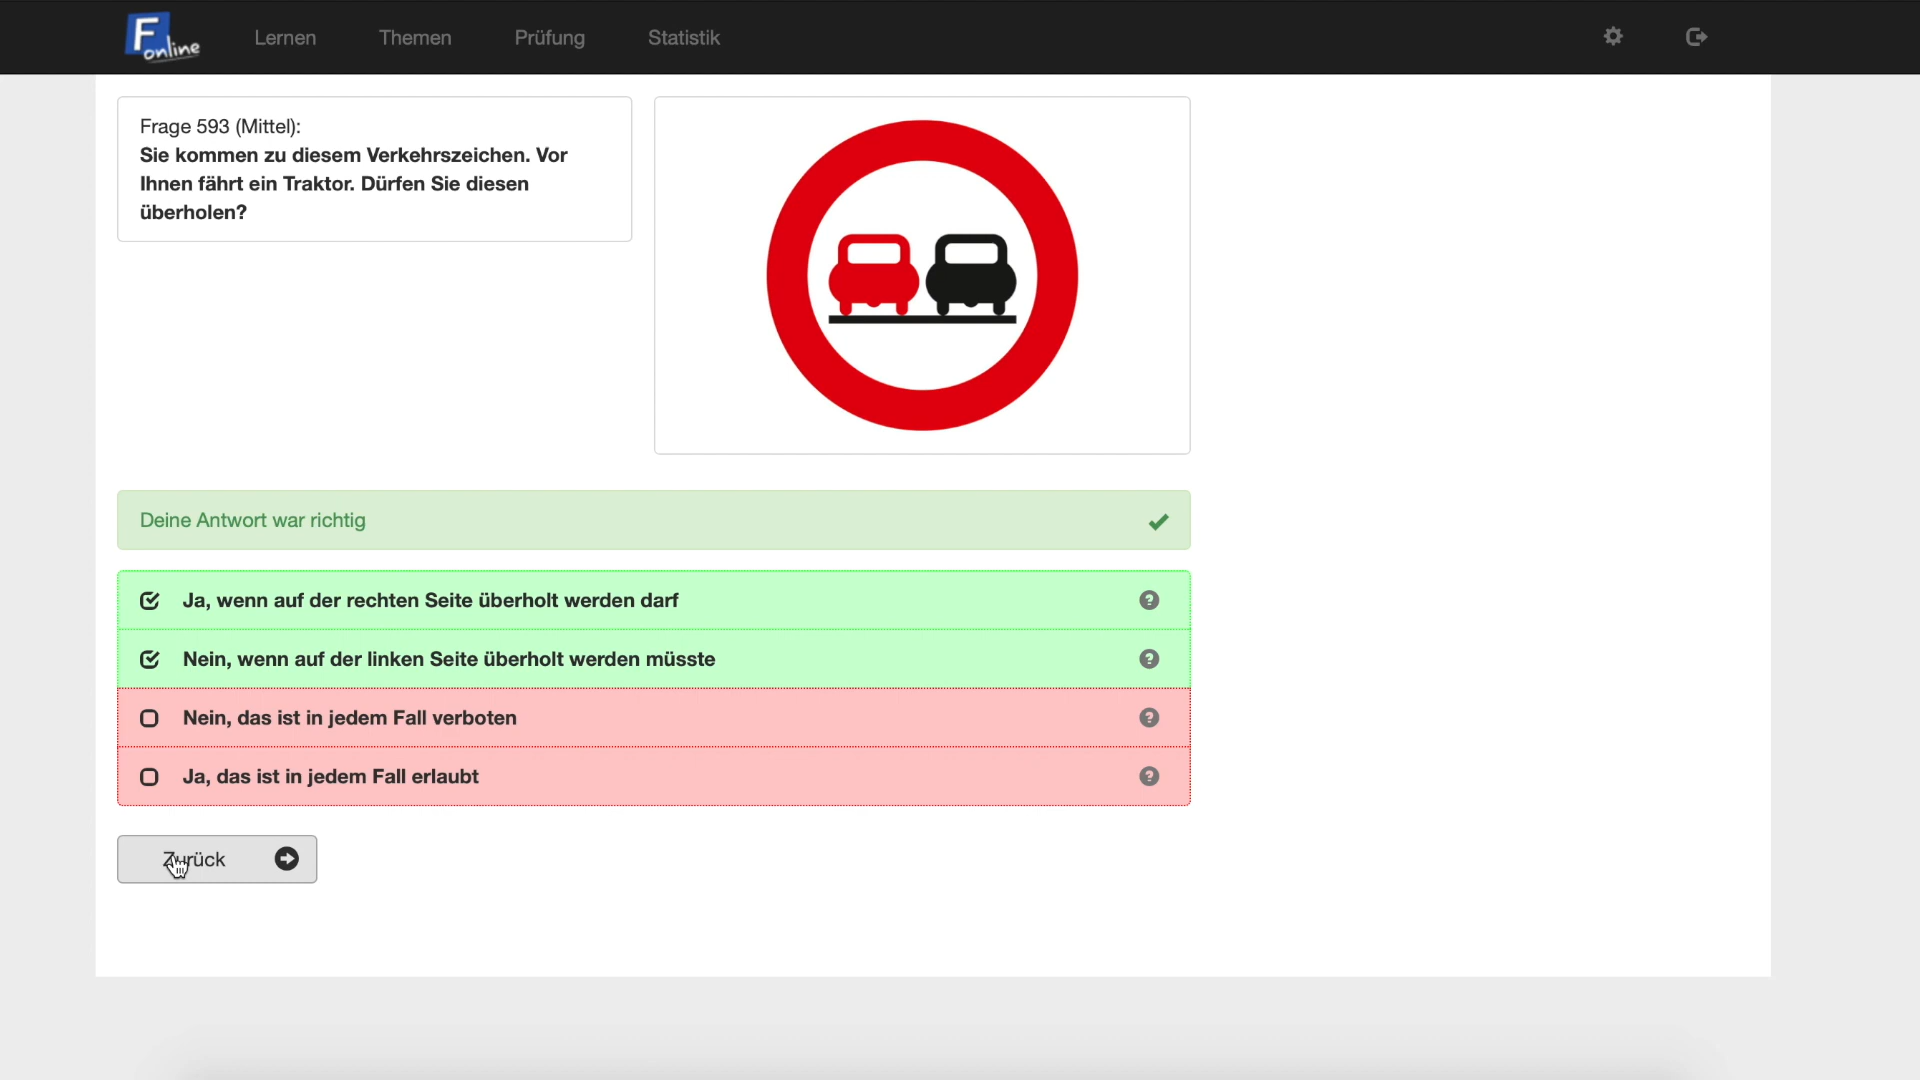 F online
Lernen
Themen
Prüfung
Statistik
Frage 593 (Mittel):
Sie kommen zu diesem Verkehrszeichen. Vor
Ihnen fährt ein Traktor. Dürfen Sie diesen
überholen?
Deine Antwort war richtig
Ja, wenn auf der rechten Seite überholt werden darf
Nein, wenn auf der linken Seite überholt werden müsste
Nein, das ist in jedem Fall verboten
Ja, das ist in jedem Fall erlaubt
Zurück